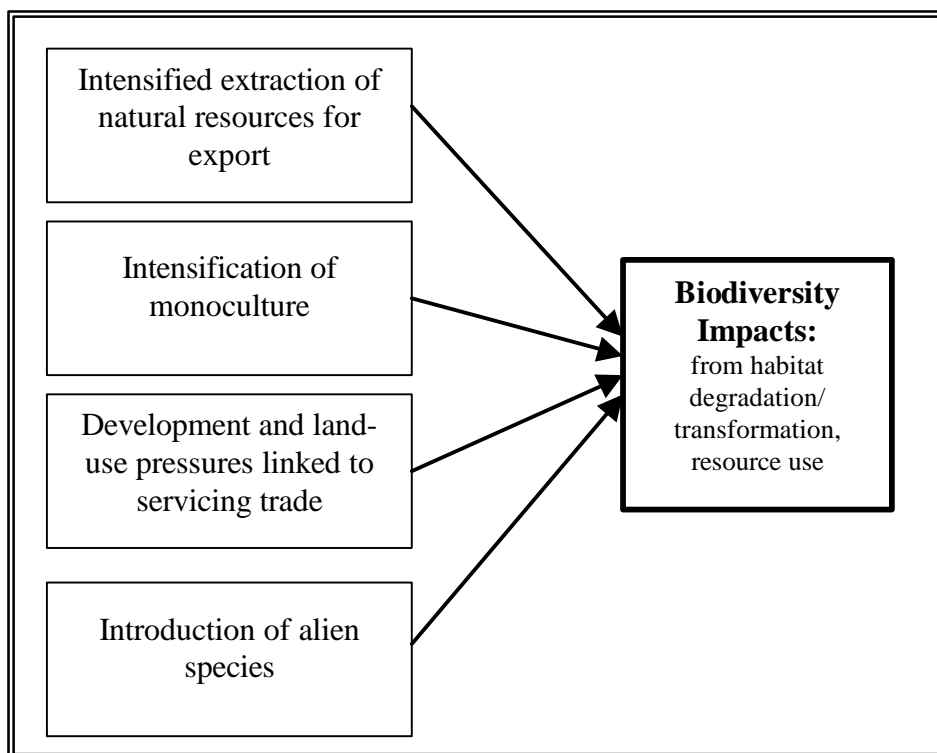 Intensified extraction of
natural resources for
export
Intensification of
monoculture
Development and land-
use pressures linked to
servicing trade
Introduction of alien
species
Biodiversity
Impacts:
from habitat
degradation/
transformation,
resource use